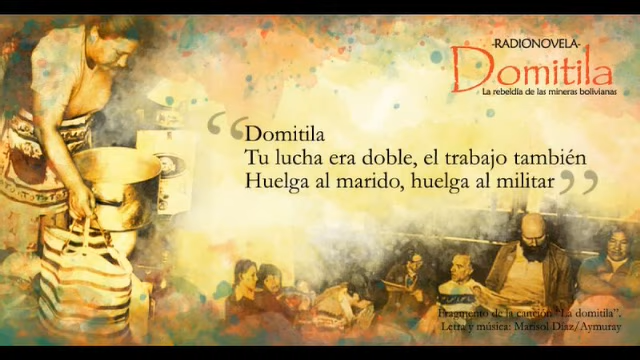 -RADIONOVELA-
Domitila
La rebeldía de las mineras bolivianas
“Domitila
Tu lucha era doble, el trabajo también
Huelga al marido, huelga al militar”
Fragmento de la canción "La domitila".
Letra y música: Marisol Díaz/Aymuray